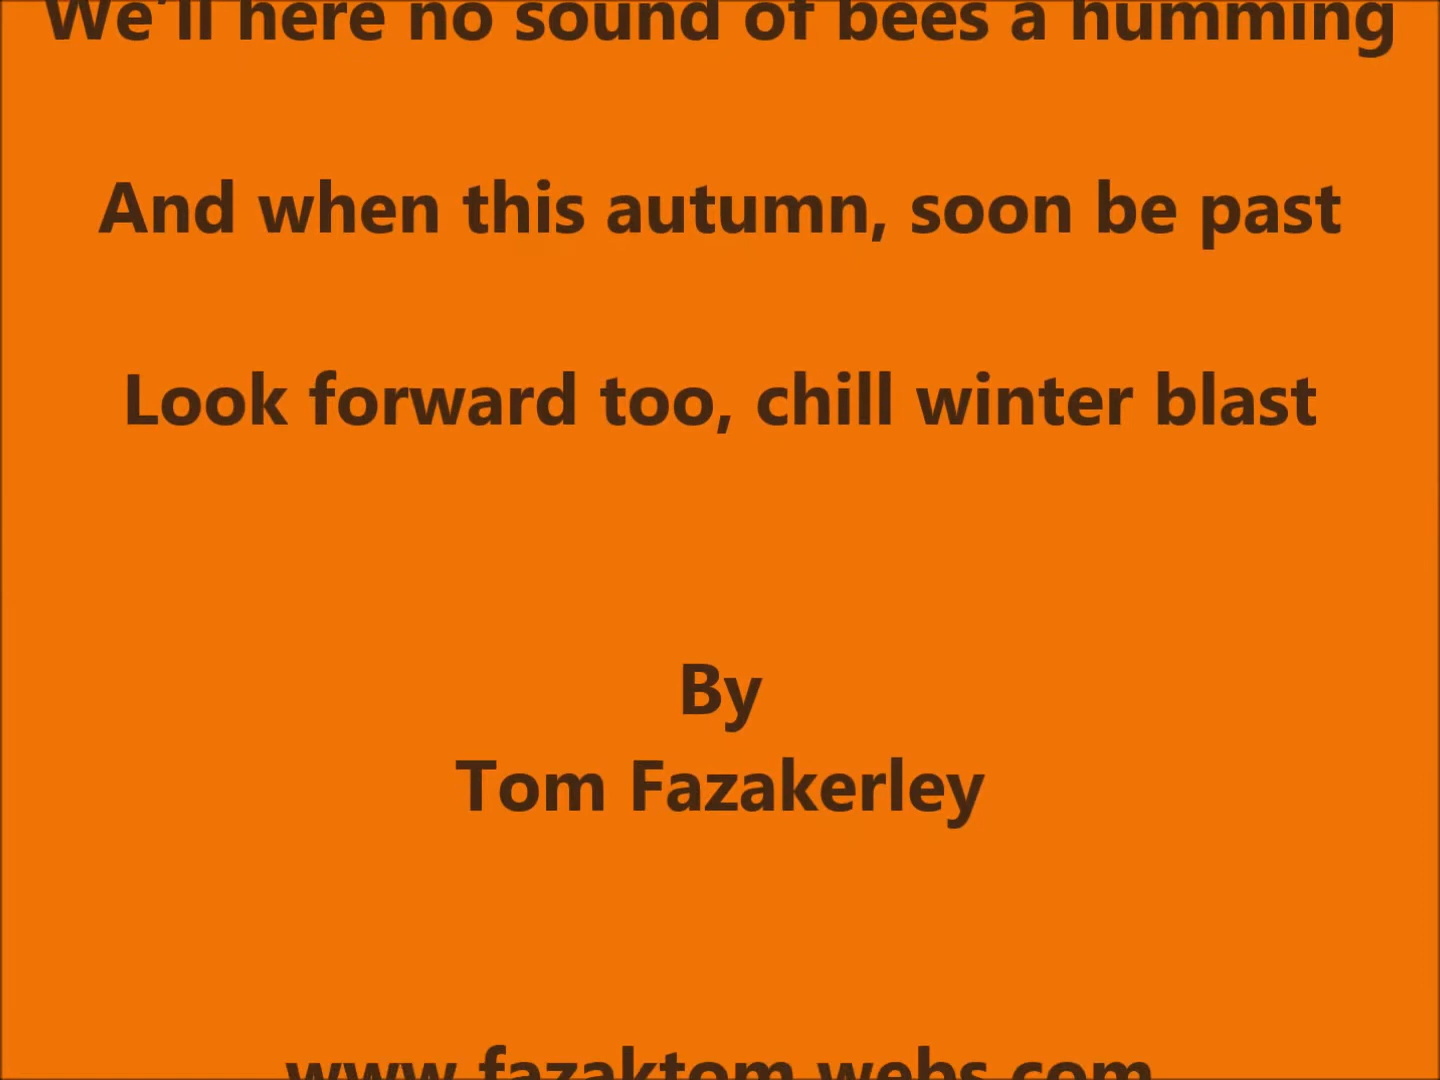 We'll here no sound of bees a humming
And when this autumn, soon be past
Look forward too, chill winter blast
By
Tom Fazakerley
www.fazaktom.webs.com